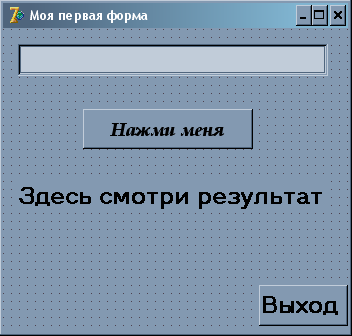 Моя первая форма
Нажми меня
Здесь смотри результат
Выход